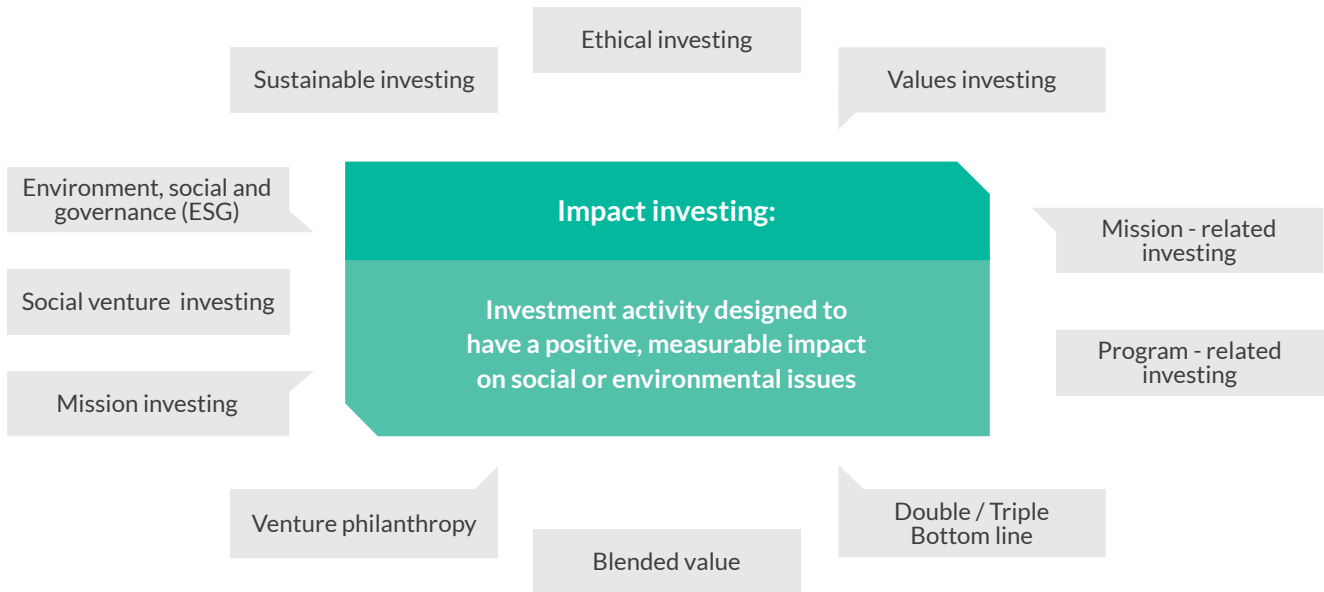 Ethical investing
Sustainable investing
Values investing
Environment, social and
governance (ESG)
Impact investing:
Mission - related
investing
Social venture investing
Investment activity designed to
have a positive, measurable impact
on social or environmental issues
Program - related
investing
Mission investing
Venture philanthropy
Double / Triple
Bottom line
Blended value